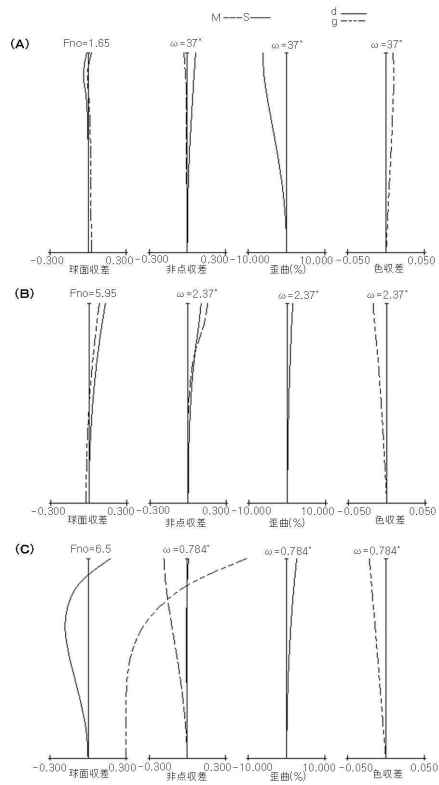 M S d
g
(A) Fno=1.65 ω=37° ω=37° ω=37°
-0.300 0.300 -0.300 0.300 -10.000 10.000 -0.050 0.050
球面収差 非点収差 歪曲(%) 色収差
(B) Fno=5.95 ω=2.37° ω=2.37° ω=2.37°
-0.300 0.300 -0.300 0.300 -10.000 10.000 -0.050 0.050
球面収差 非点収差 歪曲(%) 色収差
(C) Fno=6.5 ω=0.784° ω=0.784° ω=0.784°
-0.300 0.300 -0.300 0.300 -10.000 10.000 -0.050 0.050
球面収差 非点収差 歪曲(%) 色収差